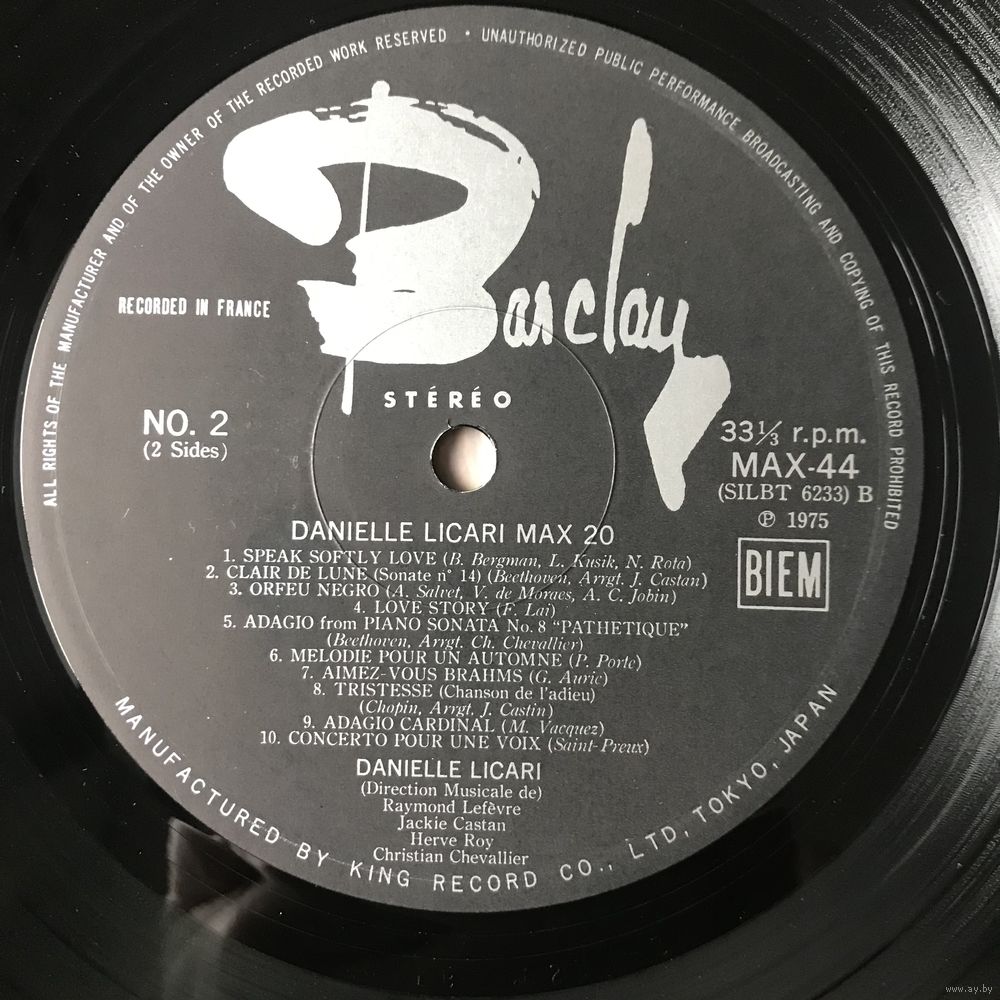 ALL RIGHTS OF THE MANUFACTURER AND OF THE OWNER OF THE RECORDED WORK RESERVED • UNAUTHORIZED PUBLIC PERFORMANCE BROADCASTING AND COPYING OF THIS RECORD PROHIBITED
Barclay
RECORDED IN FRANCE
STÉRÉO
NO. 2
(2 Sides)
33⅓ r.p.m.
MAX-44
(SILBT 6233) B
℗ 1975
BIEM
DANIELLE LICARI MAX 20
1. SPEAK SOFTLY LOVE (B. Bergman, L. Kusik, N. Rota)
2. CLAIR DE LUNE (Sonate n° 14) (Beethoven, Arrgt. J. Castan)
3. ORFEU NEGRO (A. Salvet, V. de Moraes, A. C. Jobin)
4. LOVE STORY (F. Lai)
5. ADAGIO from PIANO SONATA No. 8 "PATHETIQUE"
(Beethoven, Arrgt. Ch. Chevallier)
6. MELODIE POUR UN AUTOMNE (P. Porte)
7. AIMEZ-VOUS BRAHMS (G. Auric)
8. TRISTESSE (Chanson de l'adieu)
(Chopin, Arrgt. J. Castin)
9. ADAGIO CARDINAL (M. Vacquez)
10. CONCERTO POUR UNE VOIX (Saint-Preux)
DANIELLE LICARI
(Direction Musicale de)
Raymond Lefèvre
Jackie Castan
Herve Roy
Christian Chevallier
MANUFACTURED BY KING RECORD CO., LTD, TOKYO, JAPAN
www.ay.by